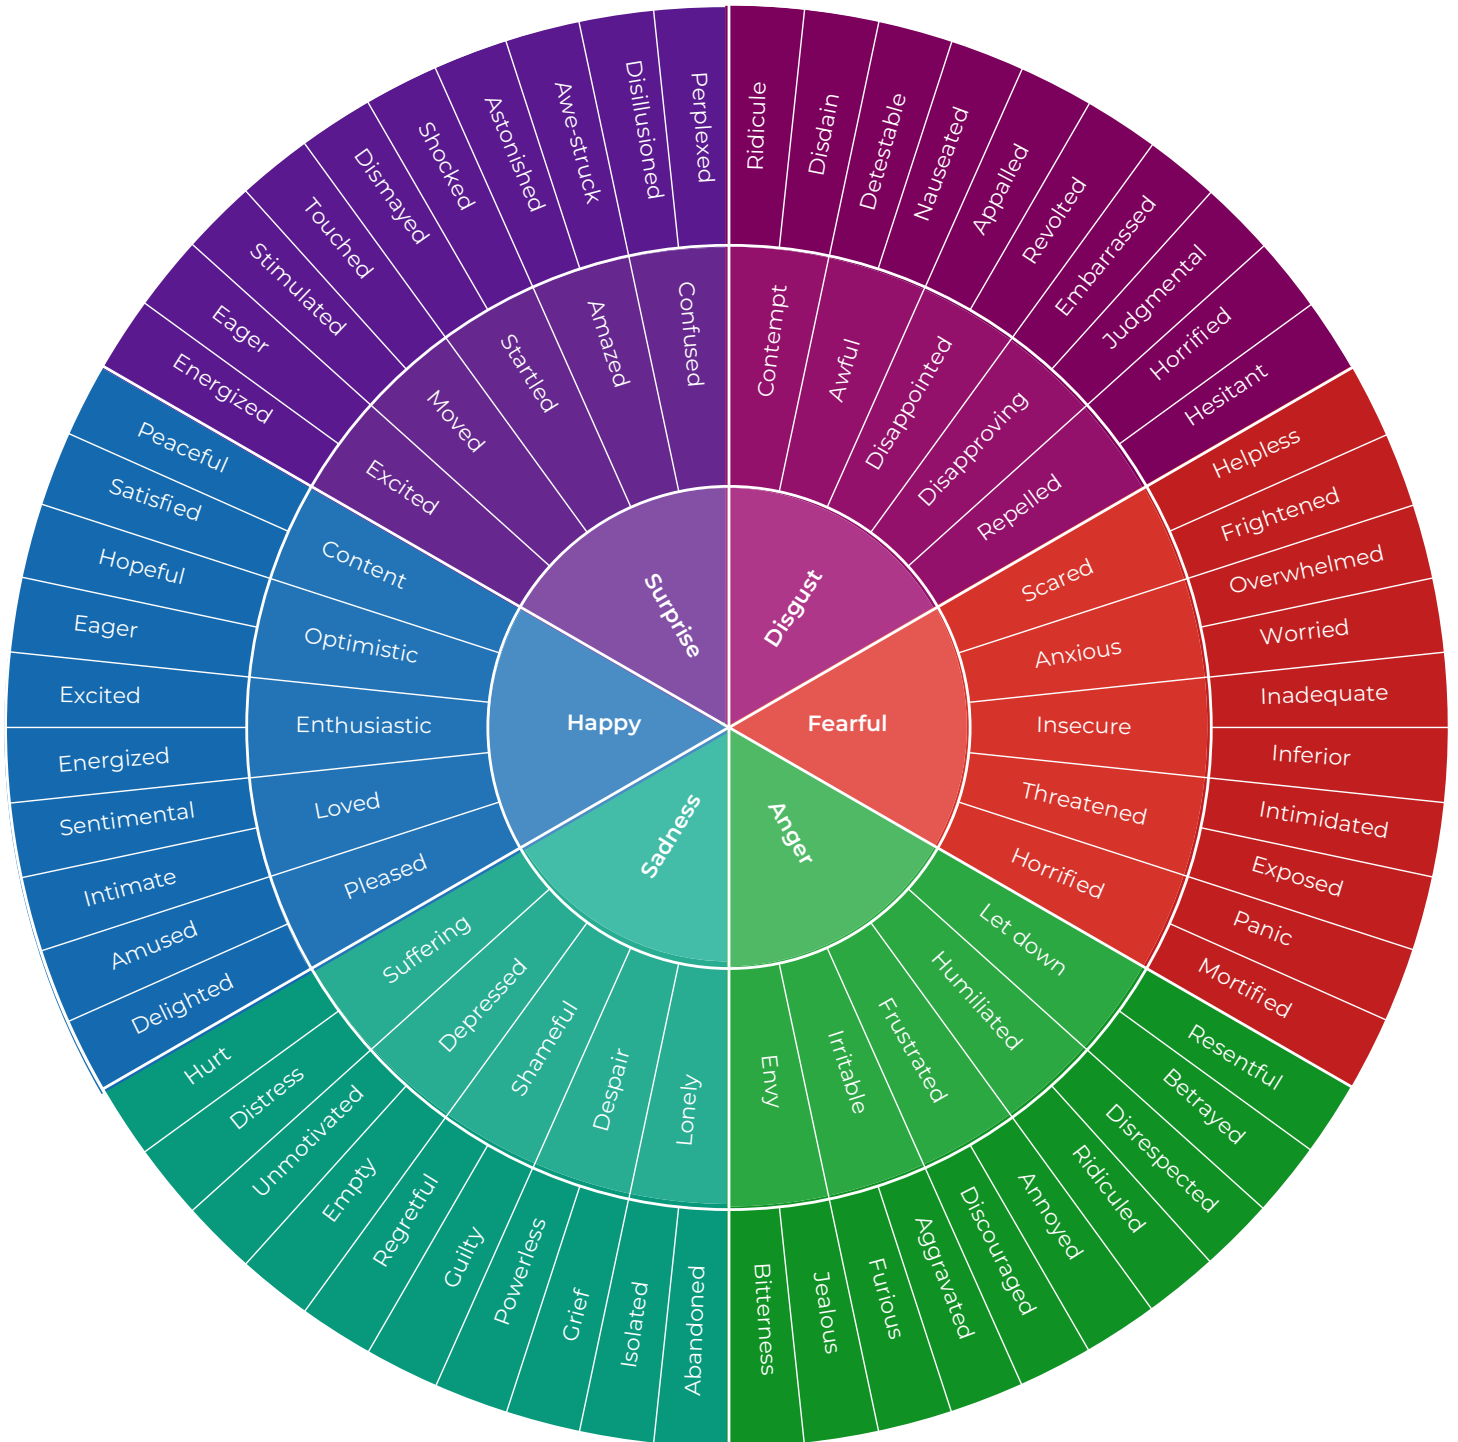 Surprise
Disgust
Fearful
Anger
Sadness
Happy
Contempt
Awful
Disappointed
Disapproving
Repelled
Scared
Anxious
Insecure
Threatened
Horrified
Let down
Humiliated
Frustrated
Irritable
Envy
Lonely
Despair
Shameful
Depressed
Suffering
Pleased
Loved
Enthusiastic
Optimistic
Content
Excited
Moved
Startled
Amazed
Confused
Ridicule
Disdain
Detestable
Nauseated
Appalled
Revolted
Embarrassed
Judgmental
Horrified
Hesitant
Helpless
Frightened
Overwhelmed
Worried
Inadequate
Inferior
Intimidated
Exposed
Panic
Mortified
Resentful
Betrayed
Disrespected
Ridiculed
Annoyed
Discouraged
Aggravated
Furious
Jealous
Bitterness
Abandoned
Isolated
Grief
Powerless
Guilty
Regretful
Empty
Unmotivated
Distress
Hurt
Delighted
Amused
Intimate
Sentimental
Energized
Excited
Eager
Hopeful
Satisfied
Peaceful
Energized
Eager
Stimulated
Touched
Dismayed
Shocked
Astonished
Awe-struck
Disillusioned
Perplexed